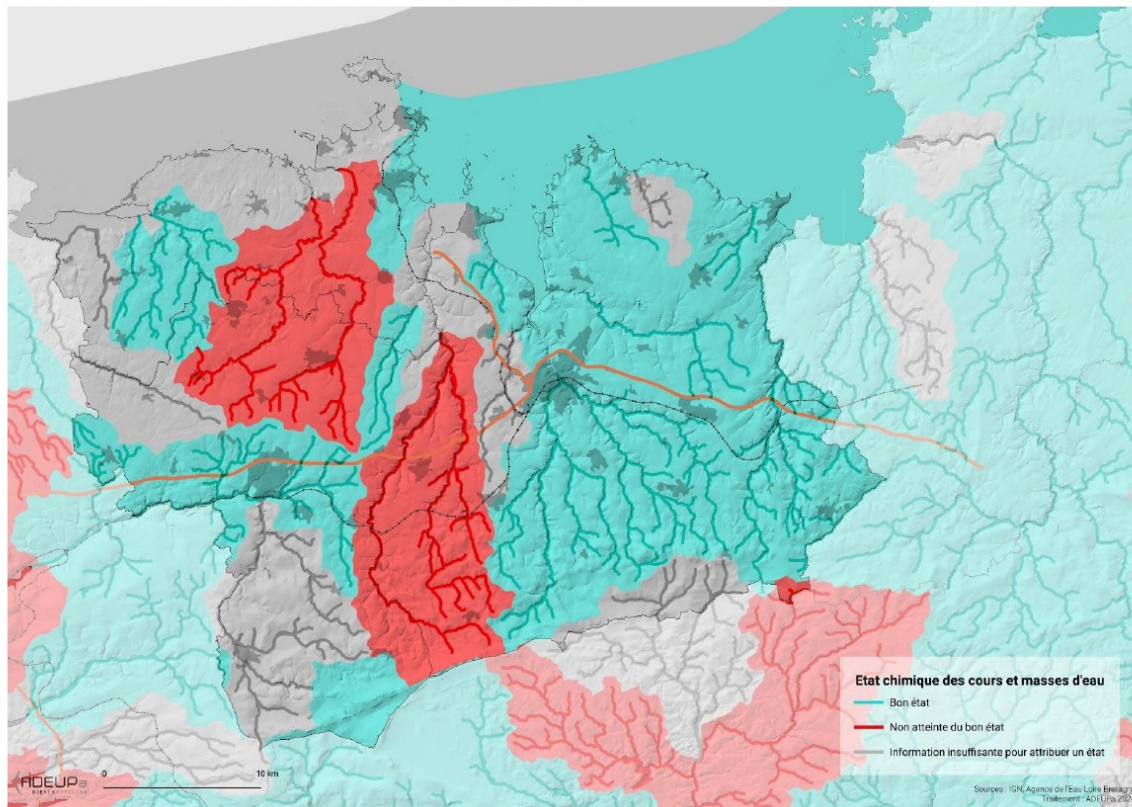 Etat chimique des cours et masses d'eau
Bon état
Non atteinte du bon état
Information insuffisante pour attribuer un état
ADEUPa
0 10 km
Sources : IGN, Agence de l'Eau Loire Bretagn
Traitement : ADEUPa